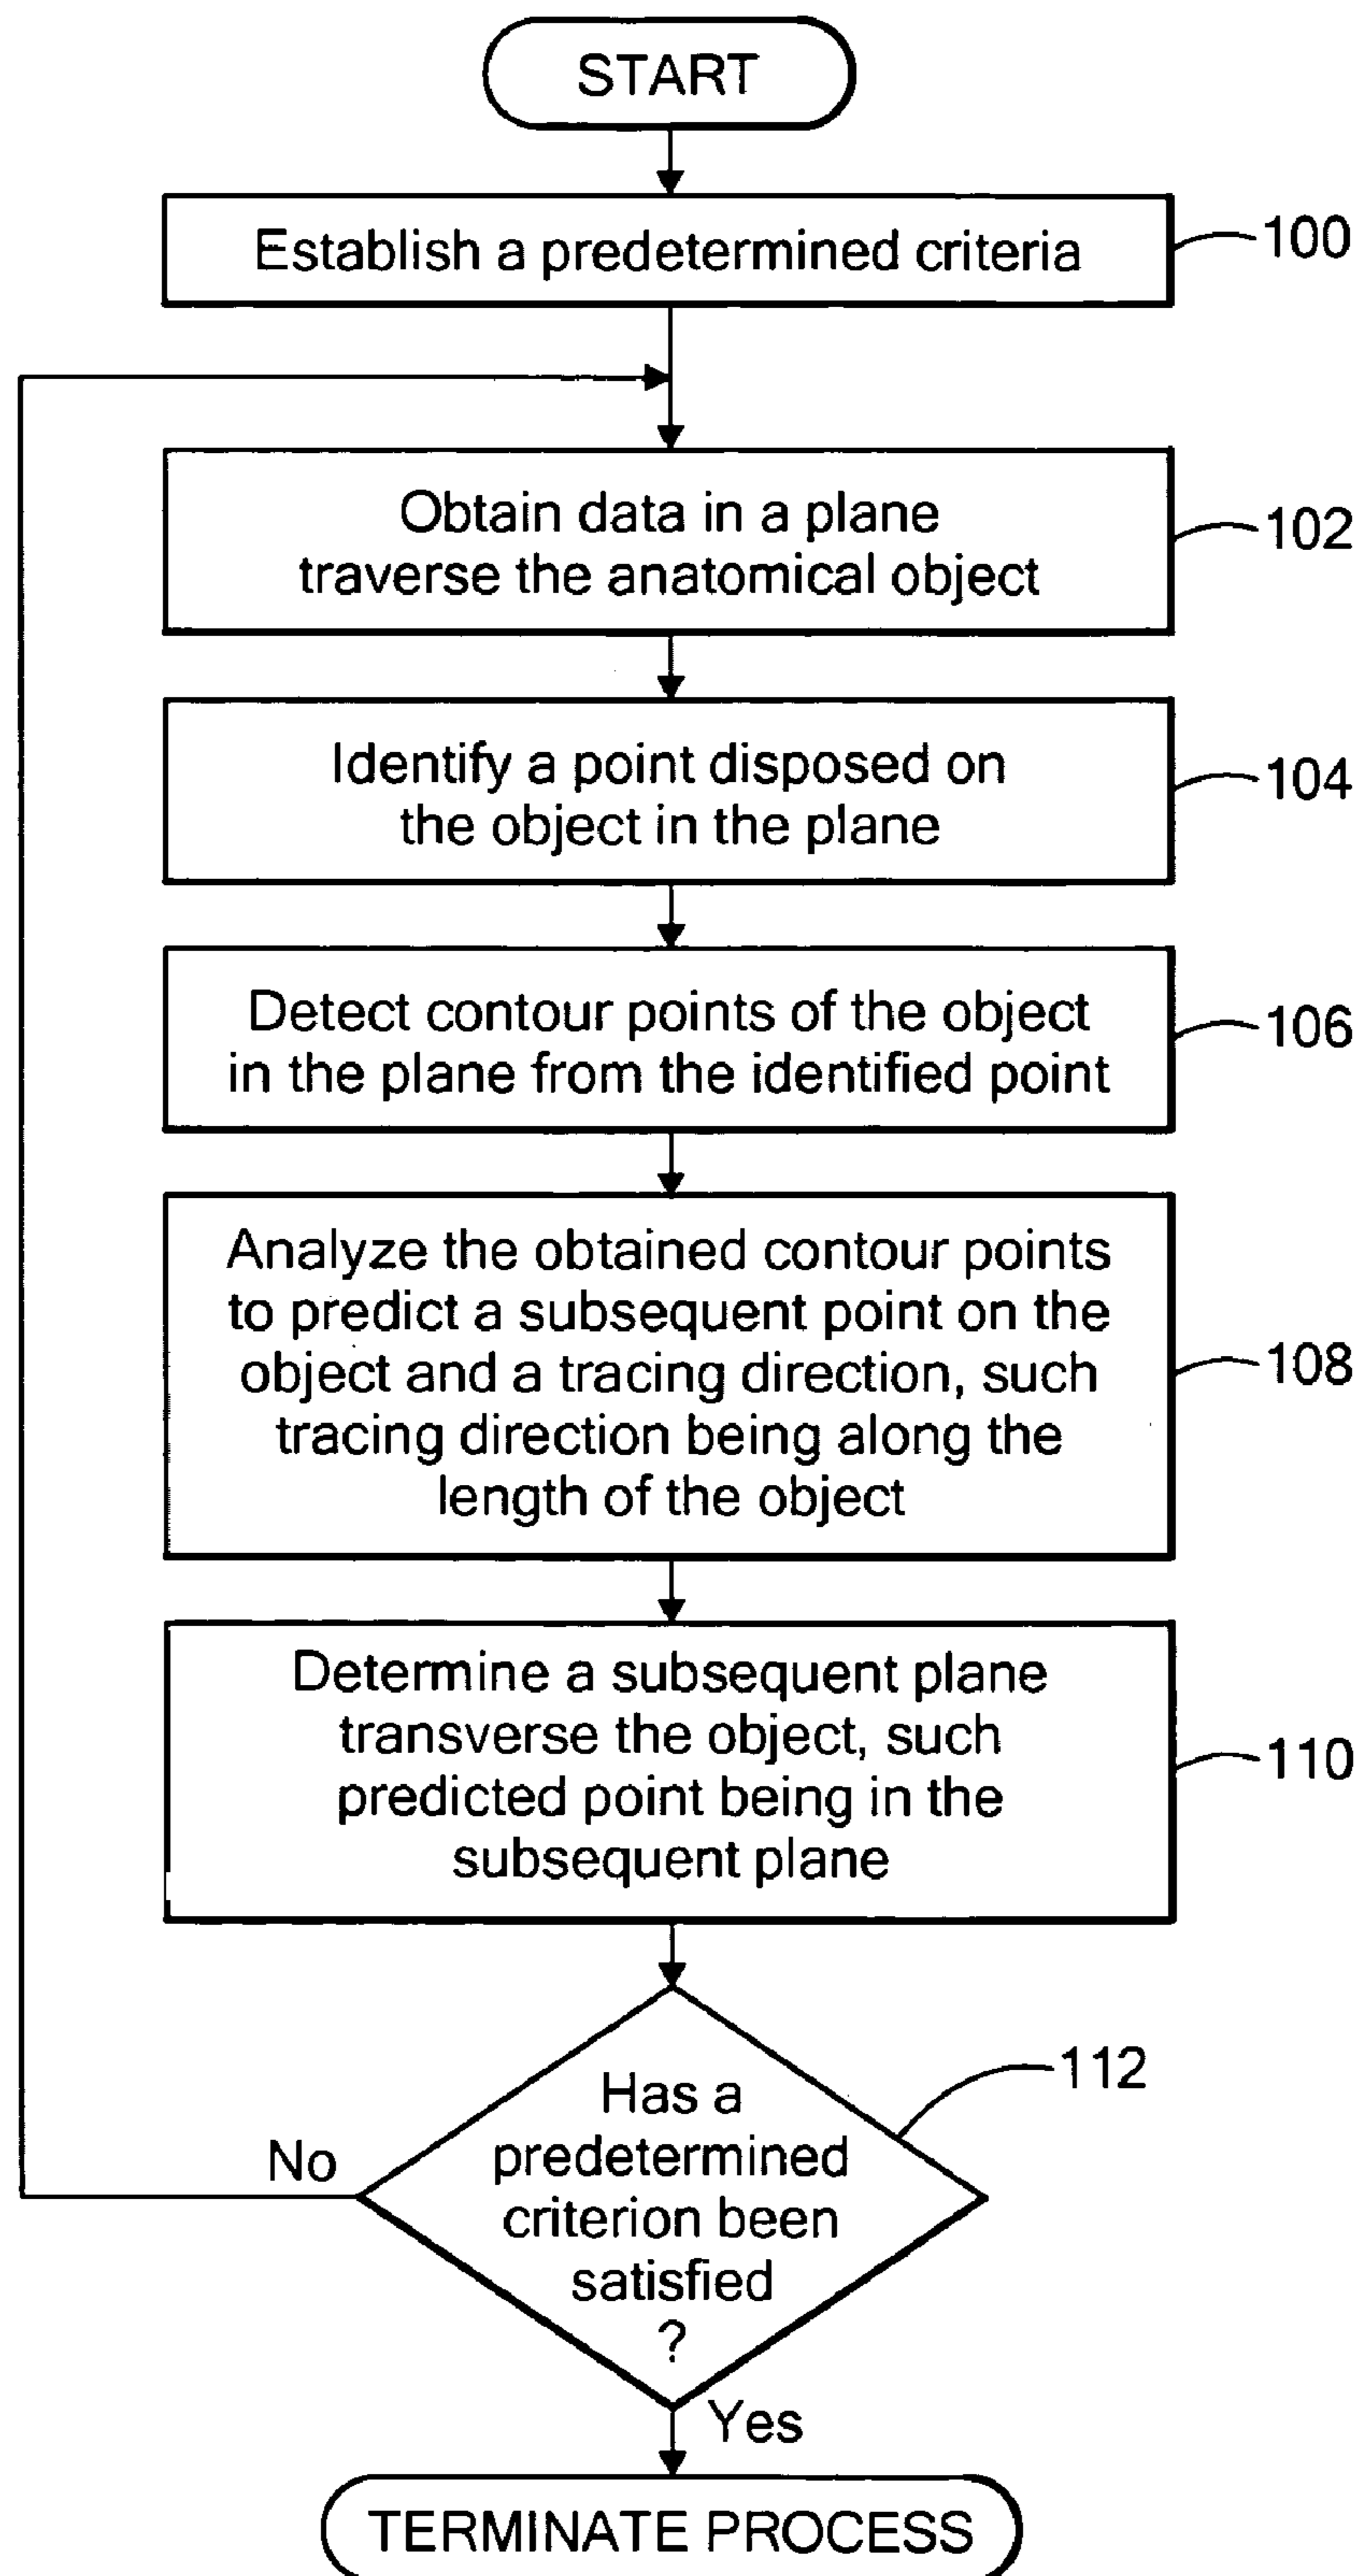 START
Establish a predetermined criteria
100
Obtain data in a plane
traverse the anatomical object
102
Identify a point disposed on
the object in the plane
104
Detect contour points of the object
in the plane from the identified point
106
Analyze the obtained contour points
to predict a subsequent point on the
object and a tracing direction, such
tracing direction being along the
length of the object
108
Determine a subsequent plane
transverse the object, such
predicted point being in the
subsequent plane
110
Has a
predetermined
criterion been
satisfied
?
112
No
Yes
TERMINATE PROCESS